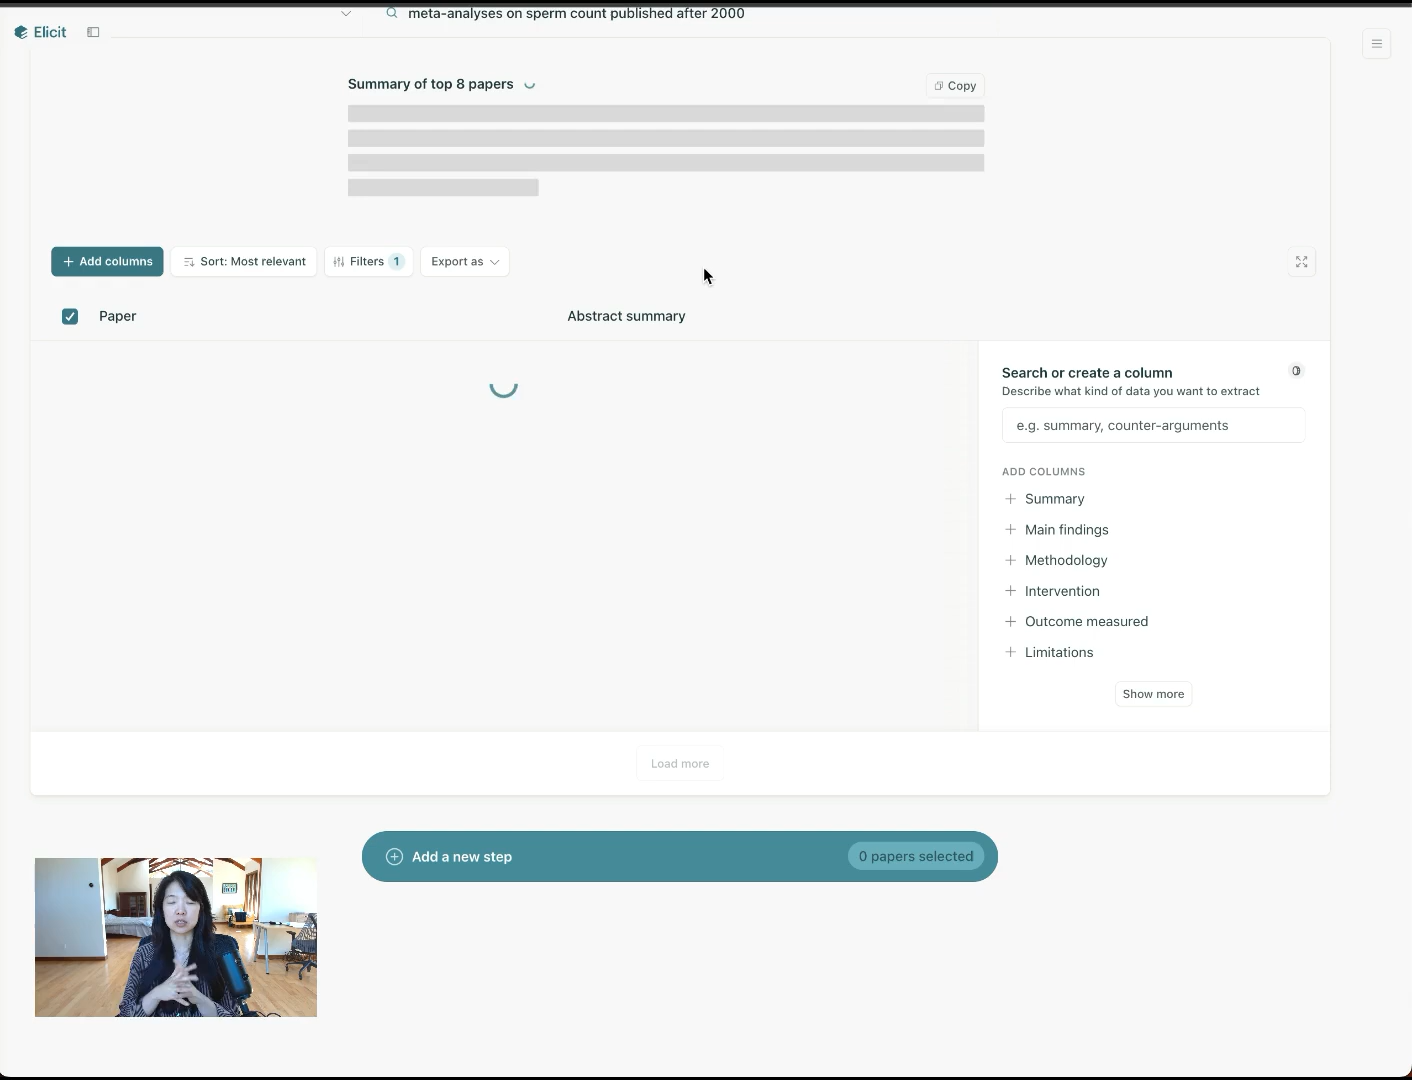 meta-analyses on sperm count published after 2000
Elicit
Summary of top 8 papers
Copy
Add columns
Sort: Most relevant
Filters 1
Export as
Paper
Abstract summary
Search or create a column
Describe what kind of data you want to extract
e.g. summary, counter-arguments
ADD COLUMNS
Summary
Main findings
Methodology
Intervention
Outcome measured
Limitations
Show more
Load more
Add a new step
0 papers selected